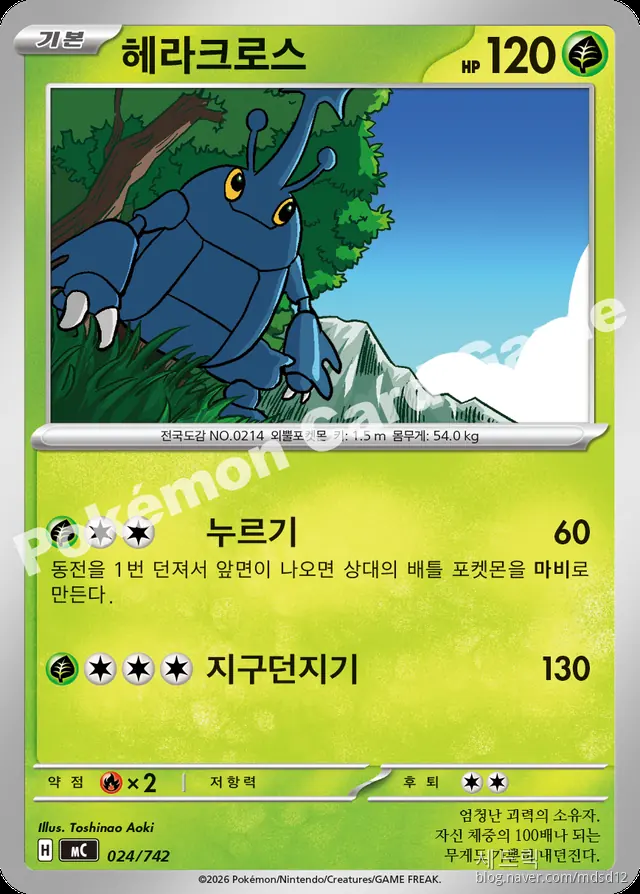 기본 헤라크로스 HP 120
전국도감 NO.0214 외뿔포켓몬 키: 1.5 m 몸무게: 54.0 kg
Pokémon Card Game
누르기 60
동전을 1번 던져서 앞면이 나오면 상대의 배틀 포켓몬을 마비로
만든다.
지구던지기 130
약점 ×2 저항력 후퇴
엄청난 괴력의 소유자.
자신 체중의 100배나 되는
무게도 내던진다.
Illus. Toshinao Aoki
H mC 024/742
©2026 Pokémon/Nintendo/Creatures/GAME FREAK.
blog.naver.com/mdsd12